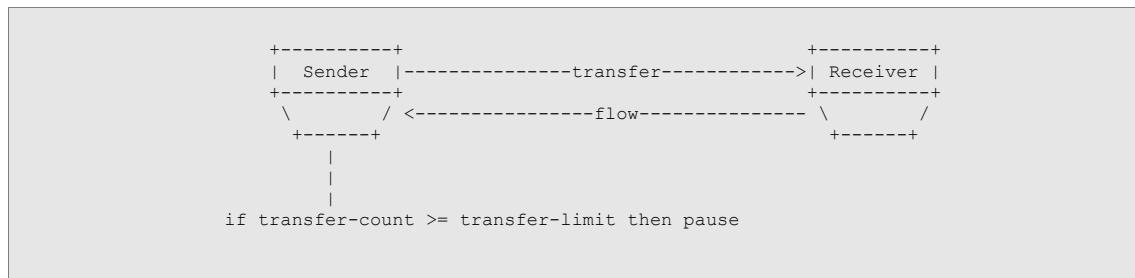 +----------+ +----------+
| Sender |---------------transfer------------>| Receiver |
+----------+ +----------+
\ / <----------------flow--------------- \ /
+------+ +------+
|
|
|
if transfer-count >= transfer-limit then pause